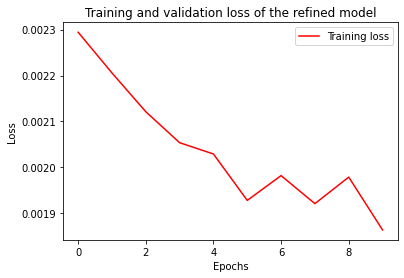 Training and validation loss of the refined model
Training loss
0.0023
0.0022
0.0021
0.0020
0.0019
Loss
0
2
4
6
8
Epochs